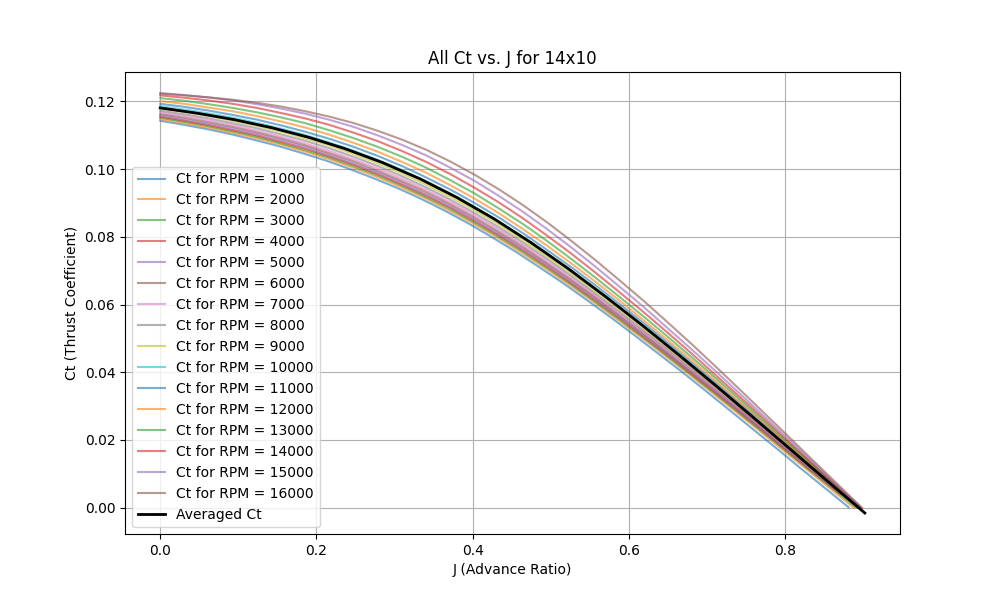 All Ct vs. J for 14x10
Ct (Thrust Coefficient)
0.12
0.10
0.08
0.06
0.04
0.02
0.00
Ct for RPM = 1000
Ct for RPM = 2000
Ct for RPM = 3000
Ct for RPM = 4000
Ct for RPM = 5000
Ct for RPM = 6000
Ct for RPM = 7000
Ct for RPM = 8000
Ct for RPM = 9000
Ct for RPM = 10000
Ct for RPM = 11000
Ct for RPM = 12000
Ct for RPM = 13000
Ct for RPM = 14000
Ct for RPM = 15000
Ct for RPM = 16000
Averaged Ct
0.0 0.2 0.4 0.6 0.8
J (Advance Ratio)